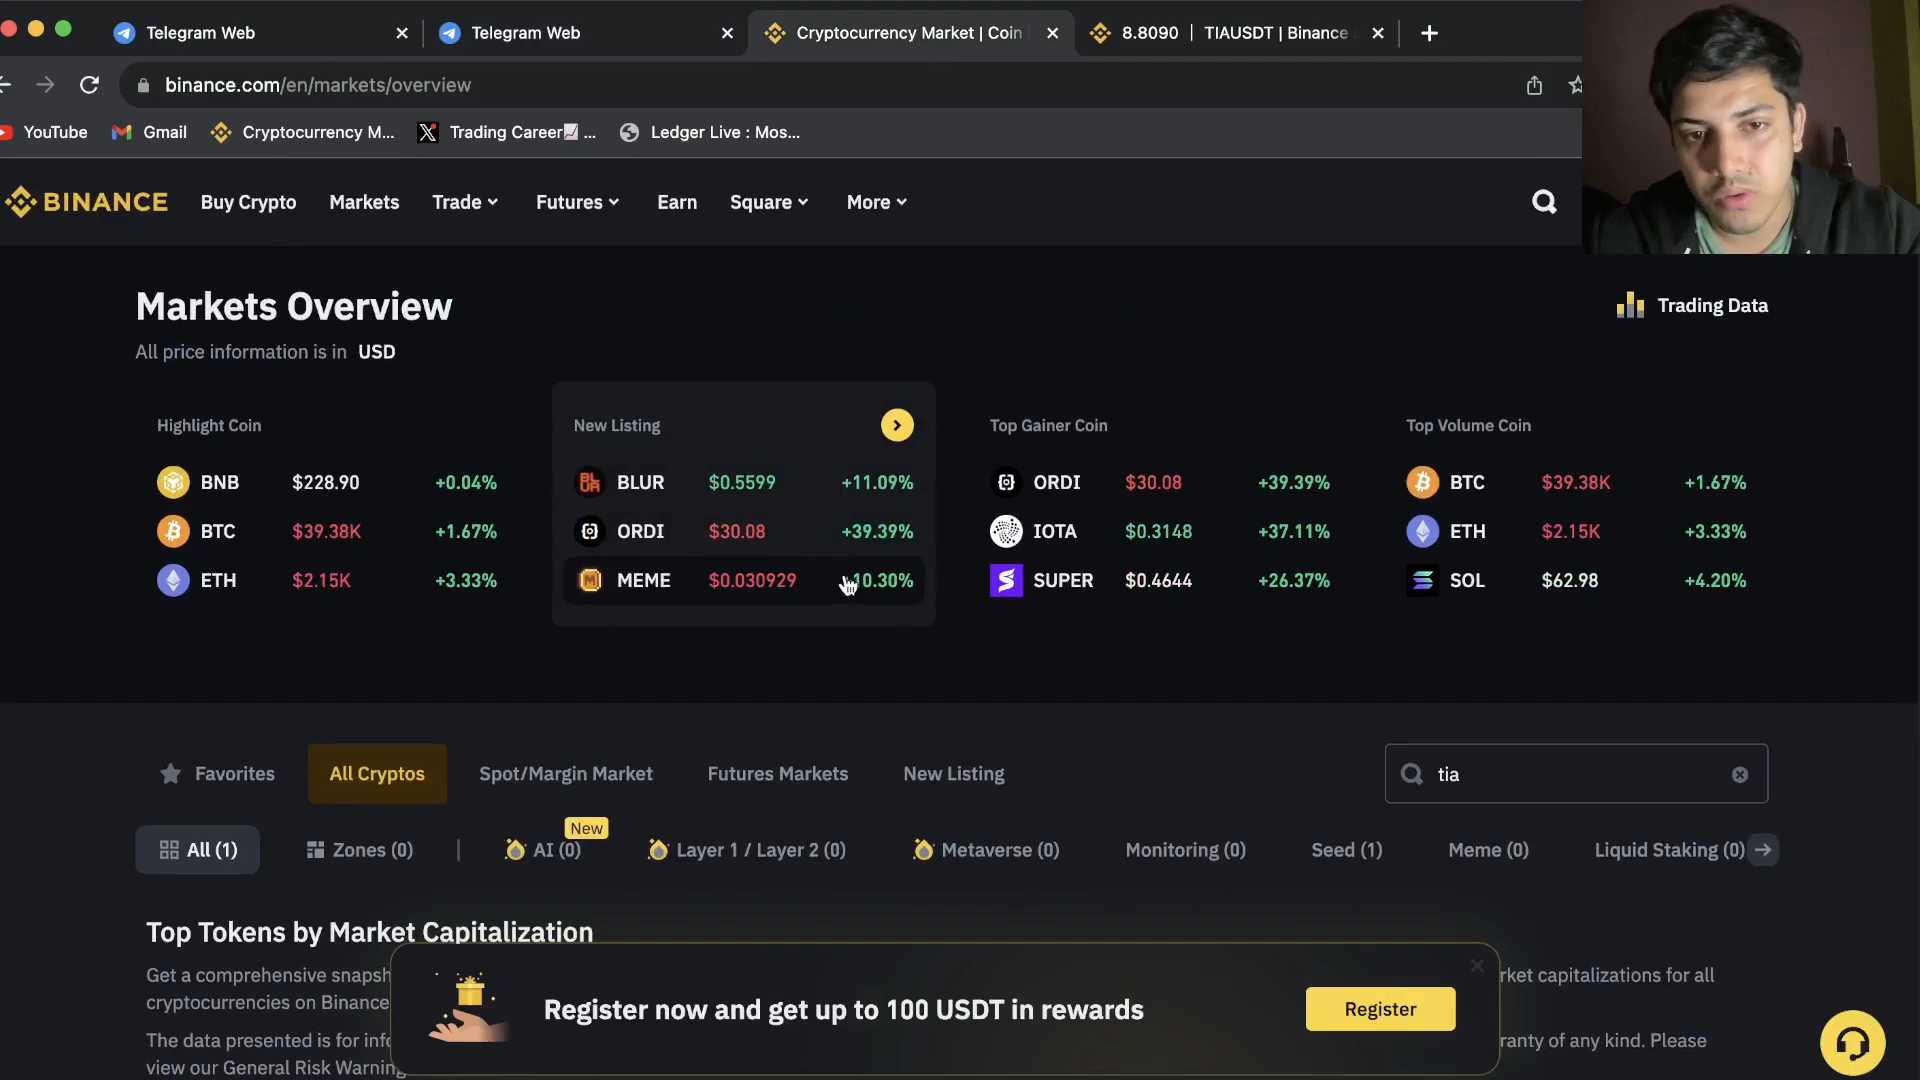 Telegram Web
Telegram Web
Cryptocurrency Market | Coin
8.8090 | TIAUSDT | Binance
binance.com/en/markets/overview
YouTube
Gmail
Cryptocurrency M...
Trading Career📈 ...
Ledger Live : Mos...
BINANCE
Buy Crypto
Markets
Trade
Futures
Earn
Square
More
Markets Overview
All price information is in USD
Trading Data
Highlight Coin
BNB $228.90 +0.04%
BTC $39.38K +1.67%
ETH $2.15K +3.33%
New Listing
BLUR $0.5599 +11.09%
ORDI $30.08 +39.39%
MEME $0.030929 10.30%
Top Gainer Coin
ORDI $30.08 +39.39%
IOTA $0.3148 +37.11%
SUPER $0.4644 +26.37%
Top Volume Coin
BTC $39.38K +1.67%
ETH $2.15K +3.33%
SOL $62.98 +4.20%
Favorites
All Cryptos
Spot/Margin Market
Futures Markets
New Listing
tia
All (1)
Zones (0)
New
AI (0)
Layer 1 / Layer 2 (0)
Metaverse (0)
Monitoring (0)
Seed (1)
Meme (0)
Liquid Staking (0)
Top Tokens by Market Capitalization
Get a comprehensive snapsh
rket capitalizations for all
cryptocurrencies on Binance
The data presented is for info
ranty of any kind. Please
view our General Risk Warning
Register now and get up to 100 USDT in rewards
Register